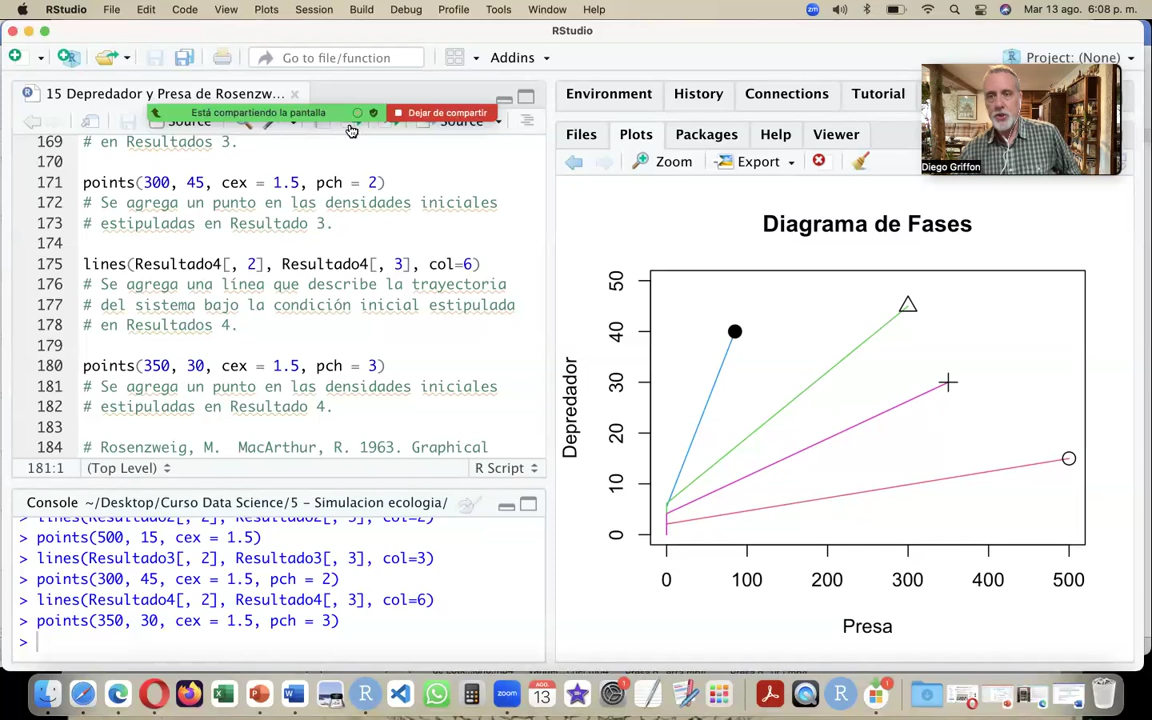 RStudio File Edit Code View Plots Session Build Debug Profile Tools Window Help
zm Mar 13 ago. 6:08 p. m.
RStudio
Go to file/function
Addins
Project: (None)
15 Depredador y Presa de Rosenzw...
Está compartiendo la pantalla
Dejar de compartir
169 # en Resultados 3.
170
171 points(300, 45, cex = 1.5, pch = 2)
172 # Se agrega un punto en las densidades iniciales
173 # estipuladas en Resultado 3.
174
175 lines(Resultado4[, 2], Resultado4[, 3], col=6)
176 # Se agrega una línea que describe la trayectoria
177 # del sistema bajo la condición inicial estipulada
178 # en Resultados 4.
179
180 points(350, 30, cex = 1.5, pch = 3)
181 # Se agrega un punto en las densidades iniciales
182 # estipuladas en Resultado 4.
183
184 # Rosenzweig, M. MacArthur, R. 1963. Graphical
181:1 (Top Level) R Script
Console ~/Desktop/Curso Data Science/5 - Simulacion ecologia/
> lines(Resultado2[, 2], Resultado2[, 3], col=2)
> points(500, 15, cex = 1.5)
> lines(Resultado3[, 2], Resultado3[, 3], col=3)
> points(300, 45, cex = 1.5, pch = 2)
> lines(Resultado4[, 2], Resultado4[, 3], col=6)
> points(350, 30, cex = 1.5, pch = 3)
>
Environment History Connections Tutorial
Files Plots Packages Help Viewer
Zoom Export
Diego Griffon
Diagrama de Fases
Depredador
50
40
30
20
10
0
0 100 200 300 400 500
Presa